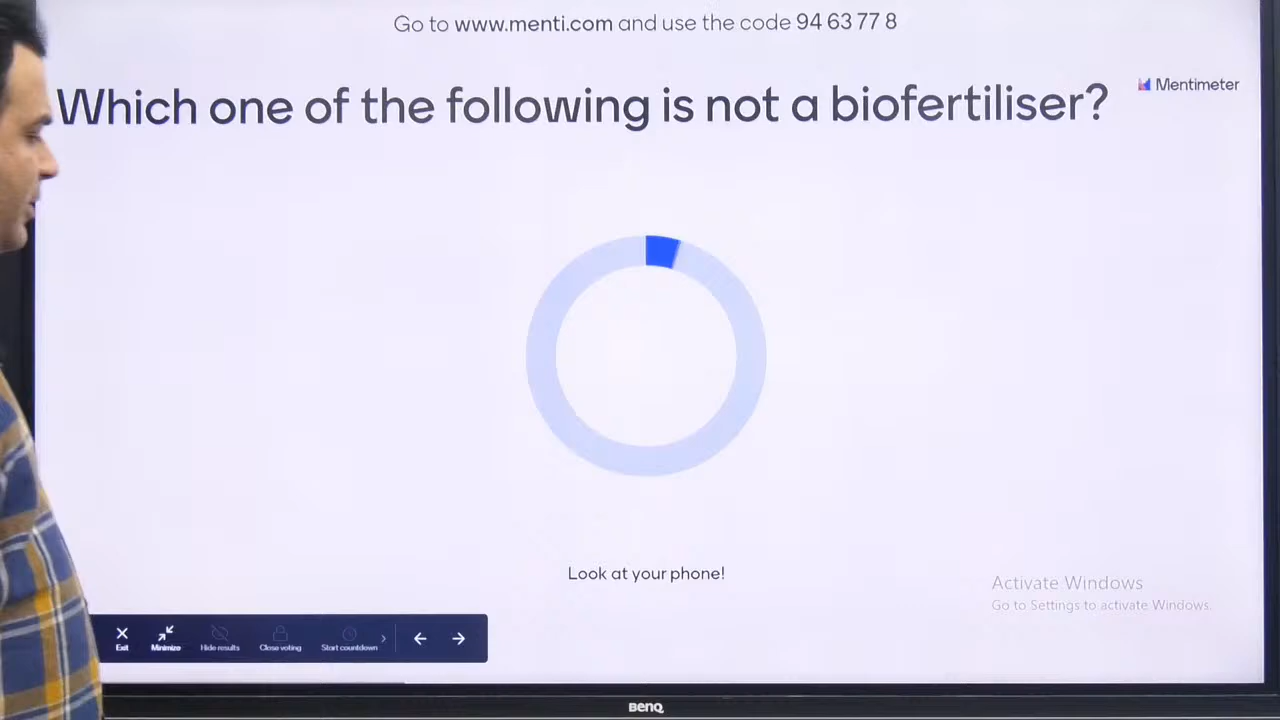 Go to www.menti.com and use the code 94 63 77 8
Mentimeter
Which one of the following is not a biofertiliser?
Look at your phone!
Activate Windows
Go to Settings to activate Windows.
Exit
Minimize
Hide results
Close voting
Start countdown
BenQ